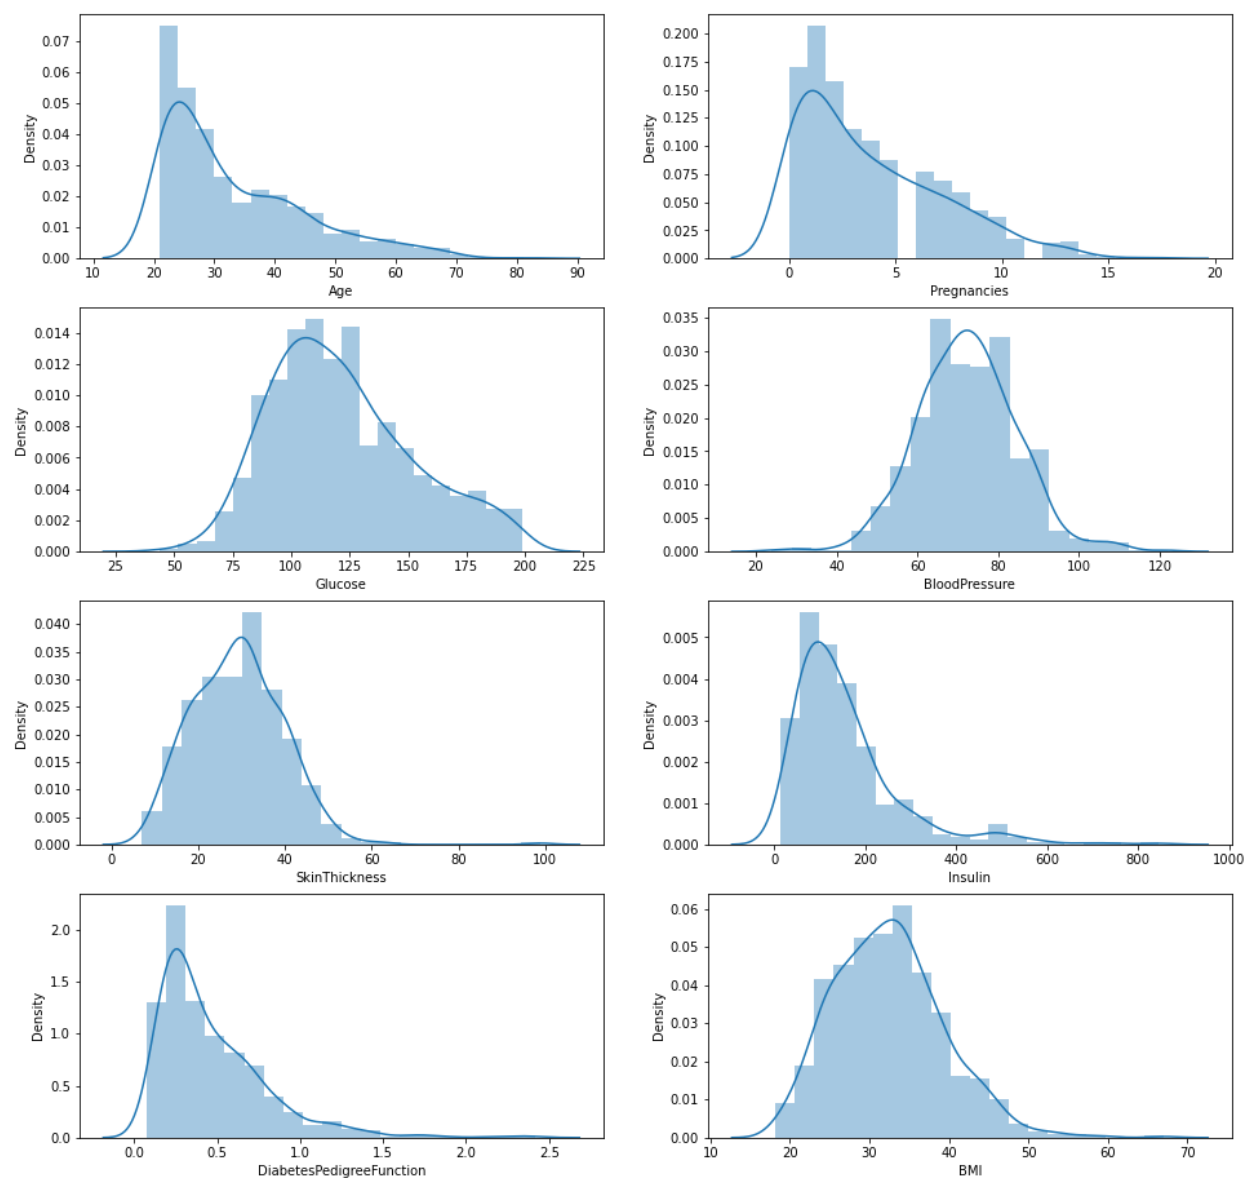 0.07
0.06
0.05
0.04
0.03
0.02
0.01
0.00
Density
10 20 30 40 50 60 70 80 90
Age
0.200
0.175
0.150
0.125
0.100
0.075
0.050
0.025
0.000
Density
0 5 10 15 20
Pregnancies
0.014
0.012
0.010
0.008
0.006
0.004
0.002
0.000
Density
25 50 75 100 125 150 175 200 225
Glucose
0.035
0.030
0.025
0.020
0.015
0.010
0.005
0.000
Density
20 40 60 80 100 120
BloodPressure
0.040
0.035
0.030
0.025
0.020
0.015
0.010
0.005
0.000
Density
0 20 40 60 80 100
SkinThickness
0.005
0.004
0.003
0.002
0.001
0.000
Density
0 200 400 600 800 1000
Insulin
2.0
1.5
1.0
0.5
0.0
Density
0.0 0.5 1.0 1.5 2.0 2.5
DiabetesPedigreeFunction
0.06
0.05
0.04
0.03
0.02
0.01
0.00
Density
10 20 30 40 50 60 70
BMI